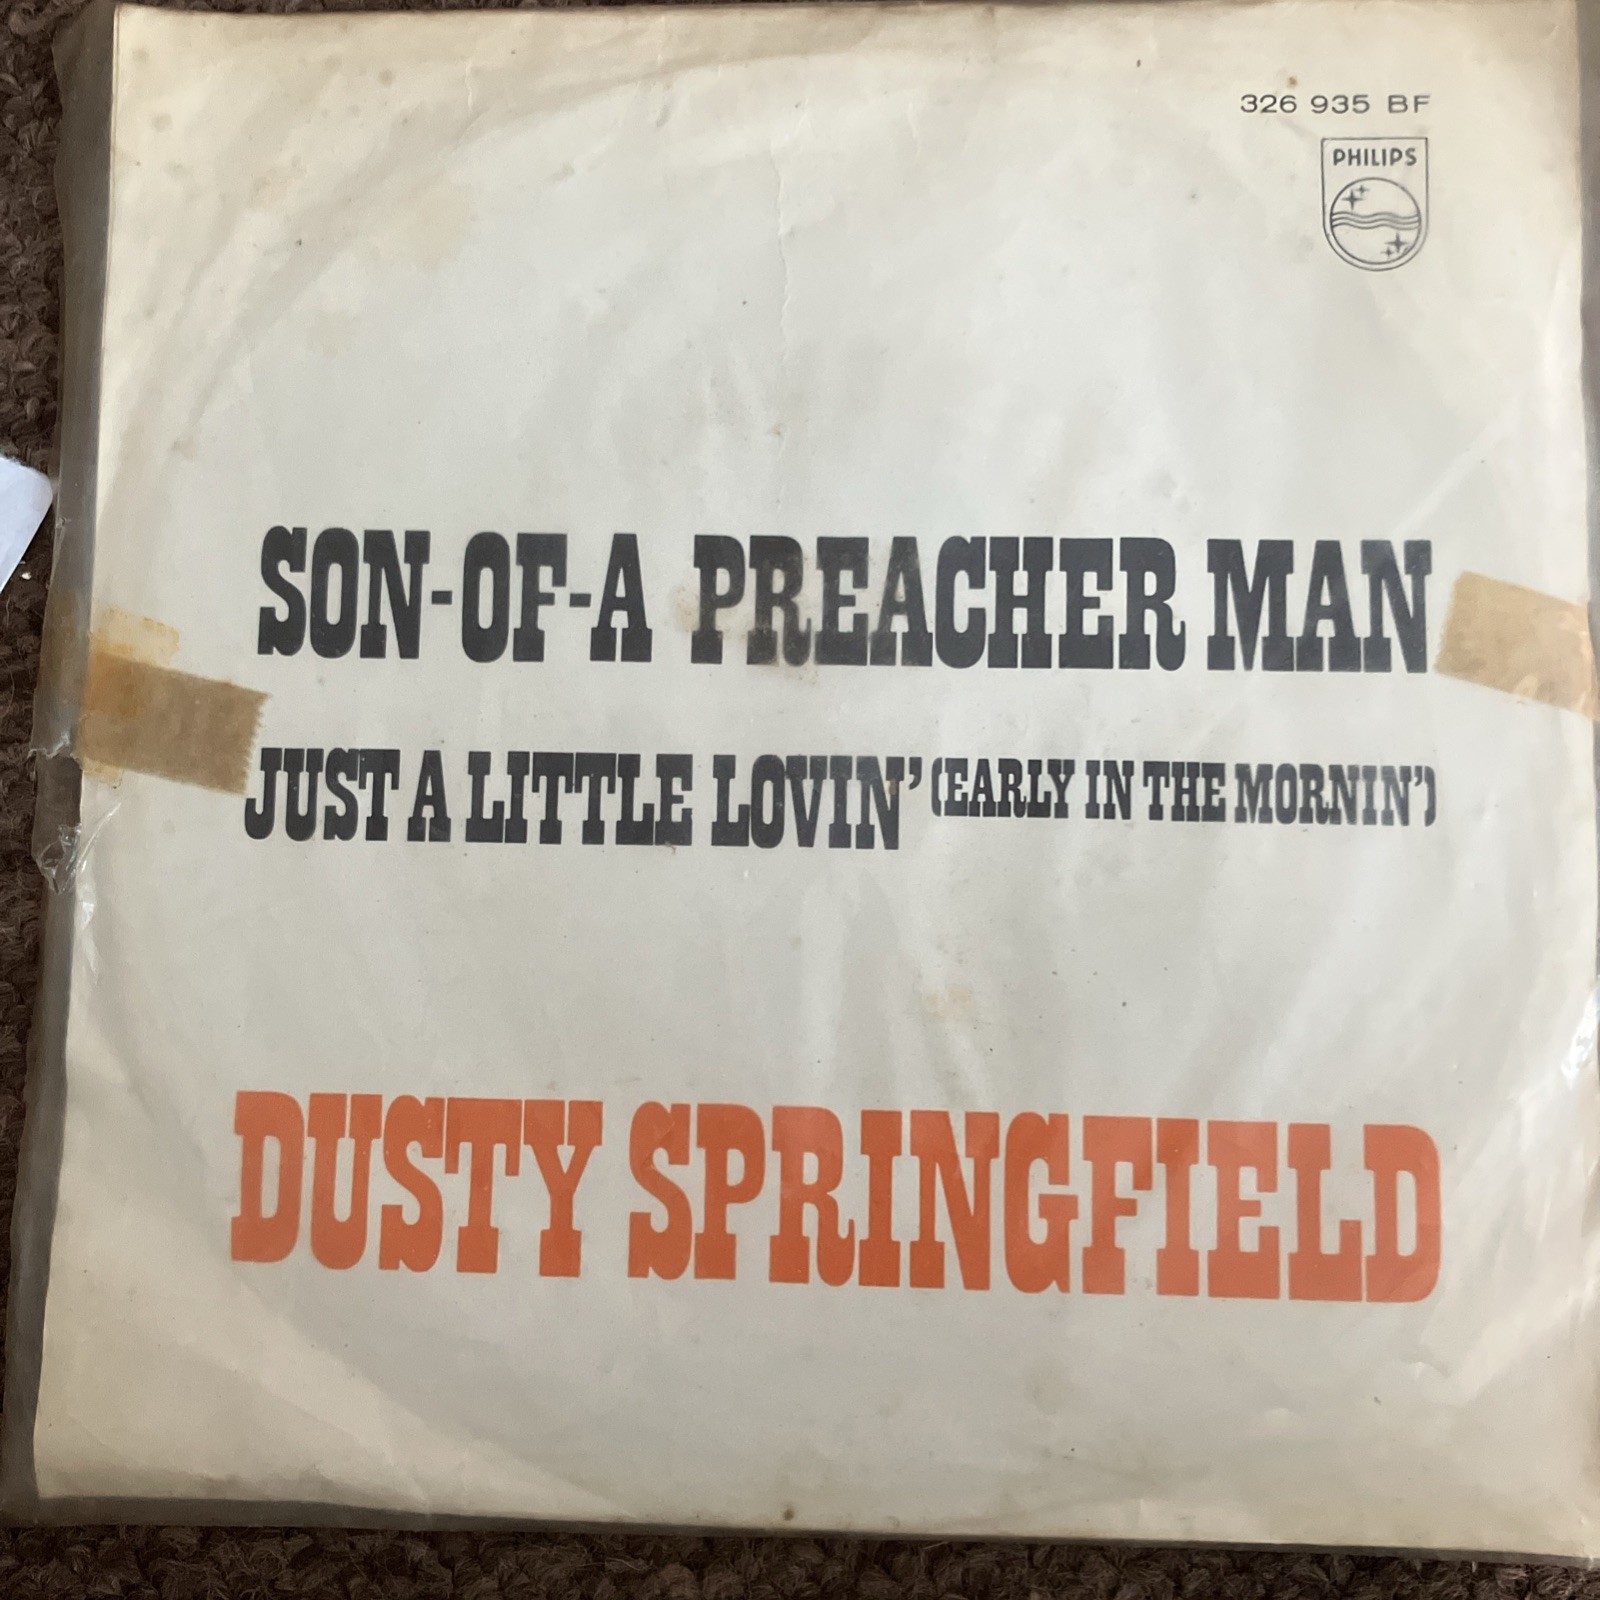 326 935 BF
PHILIPS
SON-OF-A PREACHER MAN
JUST A LITTLE LOVIN' (EARLY IN THE MORNIN')
DUSTY SPRINGFIELD